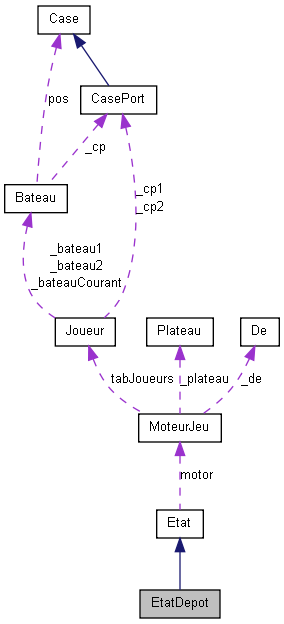 Case
pos
CasePort
_cp
_cp1
_cp2
Bateau
_bateau1
_bateau2
_bateauCourant
Joueur
Plateau
De
tabJoueurs
_plateau
_de
MoteurJeu
motor
Etat
EtatDepot